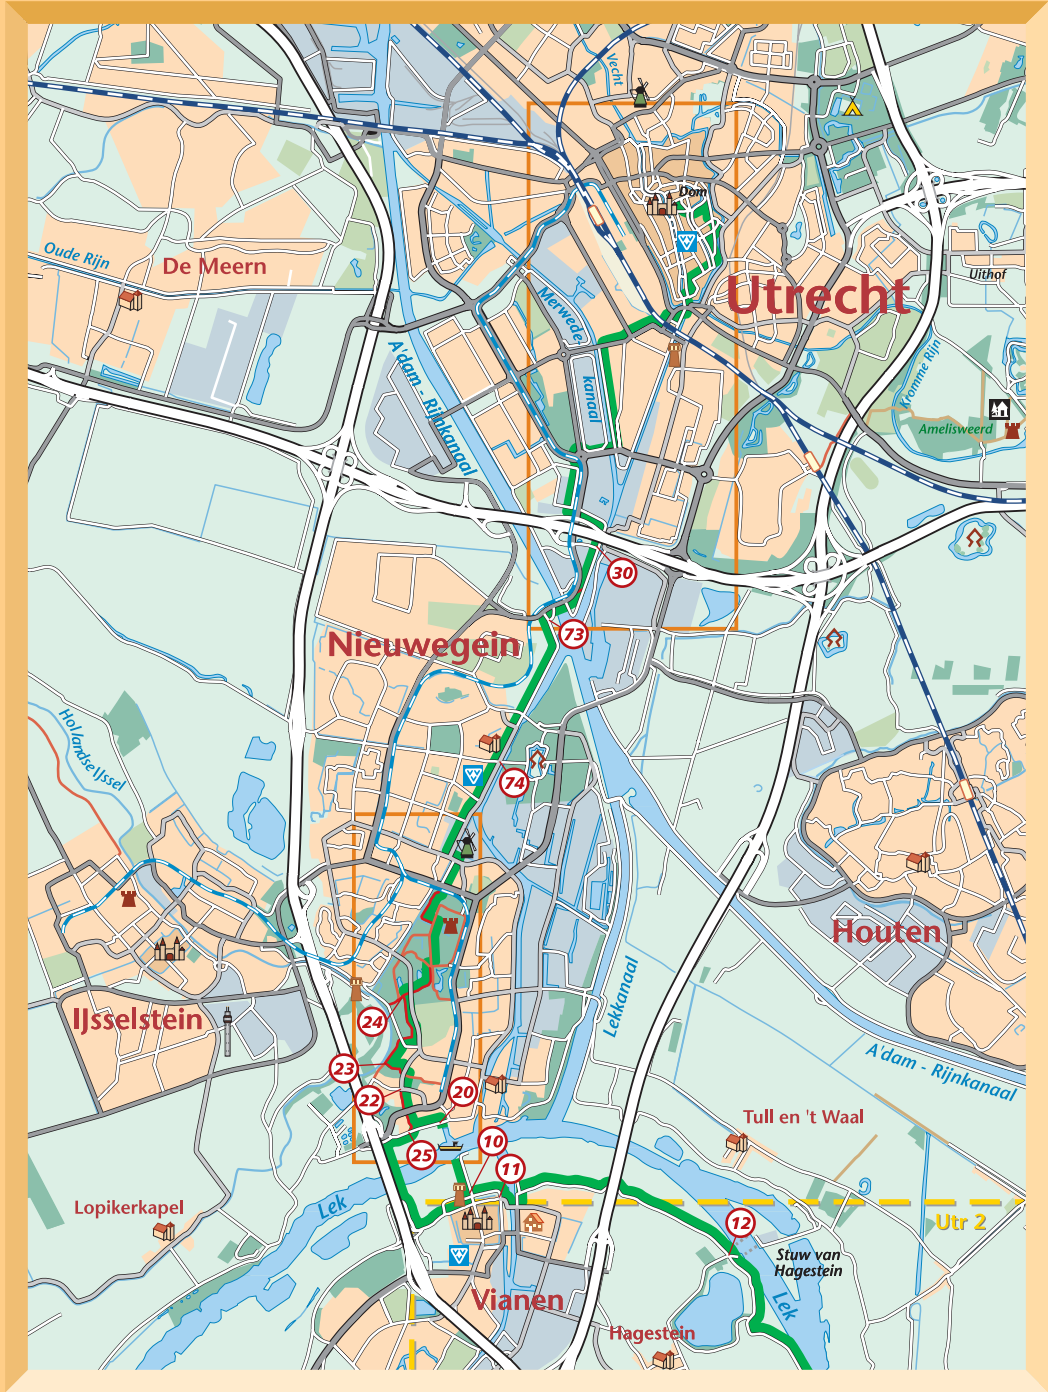 Vecht
Dom
Oude Rijn
De Meern
Utrecht
Uithof
Merwede
kanaal
A'dam - Rijnkanaal
Kromme Rijn
Amelisweerd
30
73
Nieuwegein
Hollandse IJssel
74
Houten
IJsselstein
Lekkanaal
24
A'dam - Rijnkanaal
23
22
20
Tull en 't Waal
10
25
11
Lopikerkapel
Lek
12
Utr 2
Stuw van
Hagestein
Vianen
Lek
Hagestein